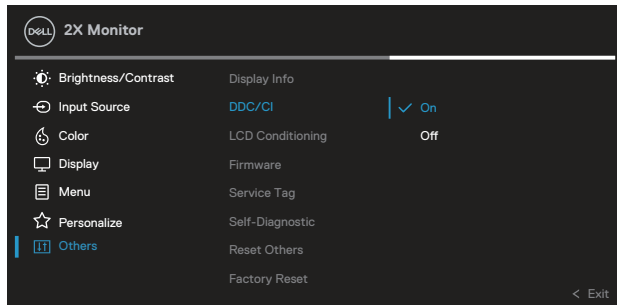 DELL 2X Monitor
Brightness/Contrast
Input Source
Color
Display
Menu
Personalize
Others
Display Info
DDC/CI
LCD Conditioning
Firmware
Service Tag
Self-Diagnostic
Reset Others
Factory Reset
On
Off
< Exit